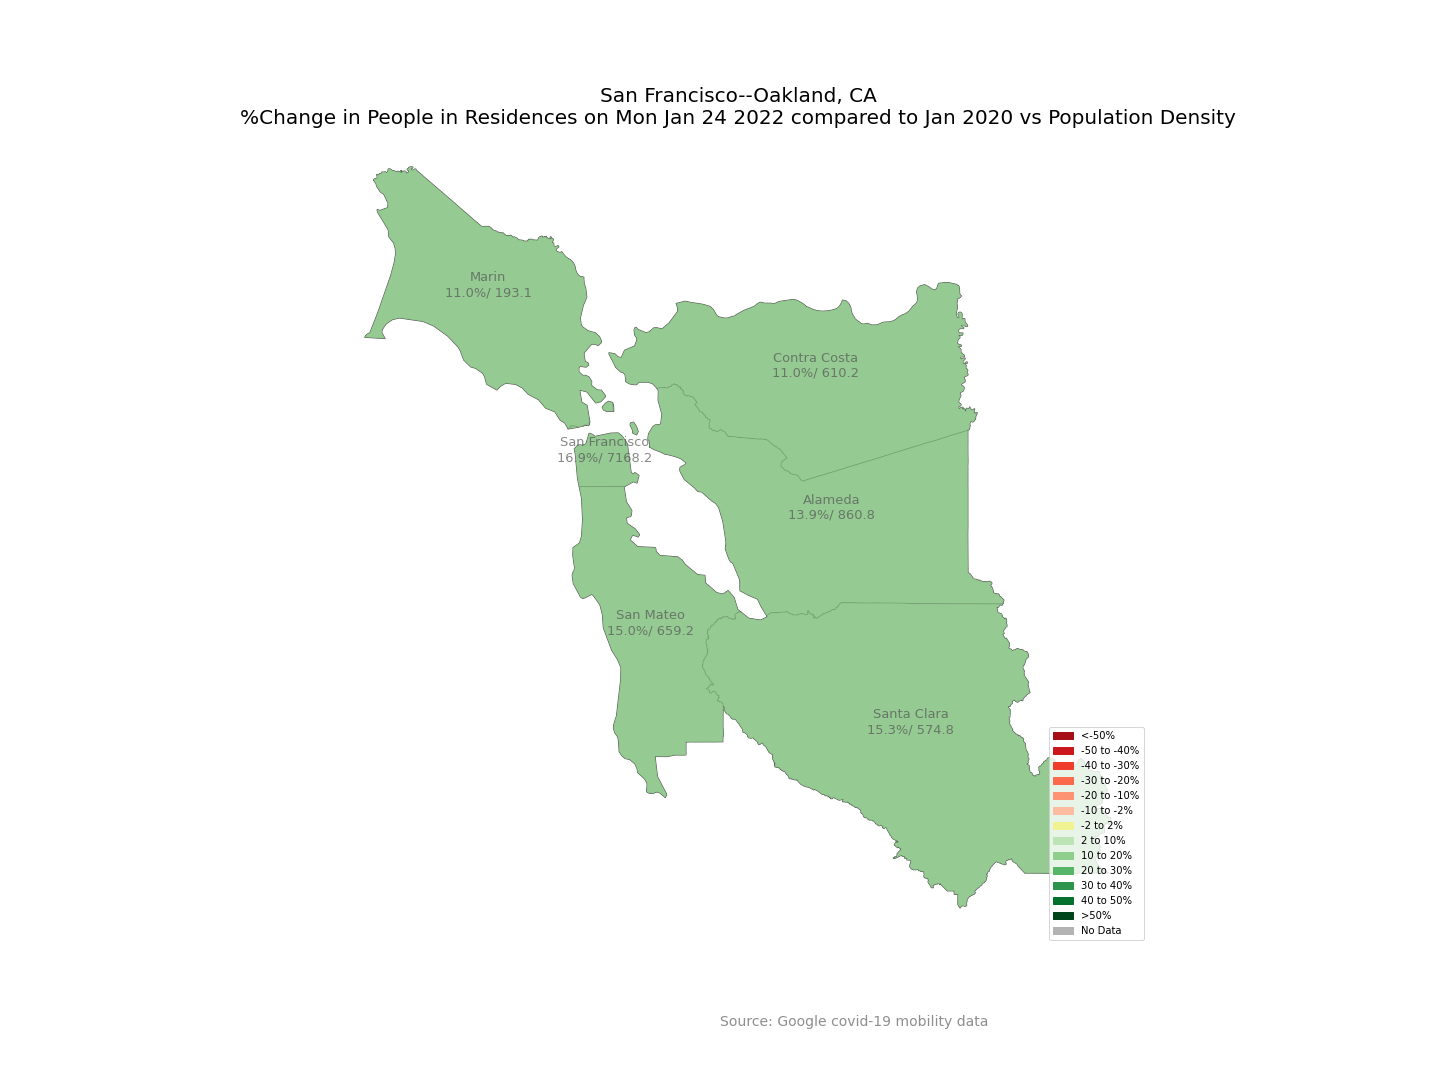 San Francisco--Oakland, CA
%Change in People in Residences on Mon Jan 24 2022 compared to Jan 2020 vs Population Density
Marin
11.0%/ 193.1
Contra Costa
11.0%/ 610.2
San Francisco
16.9%/ 7168.2
Alameda
13.9%/ 860.8
San Mateo
15.0%/ 659.2
Santa Clara
15.3%/ 574.8
<-50%
-50 to -40%
-40 to -30%
-30 to -20%
-20 to -10%
-10 to -2%
-2 to 2%
2 to 10%
10 to 20%
20 to 30%
30 to 40%
40 to 50%
>50%
No Data
Source: Google covid-19 mobility data